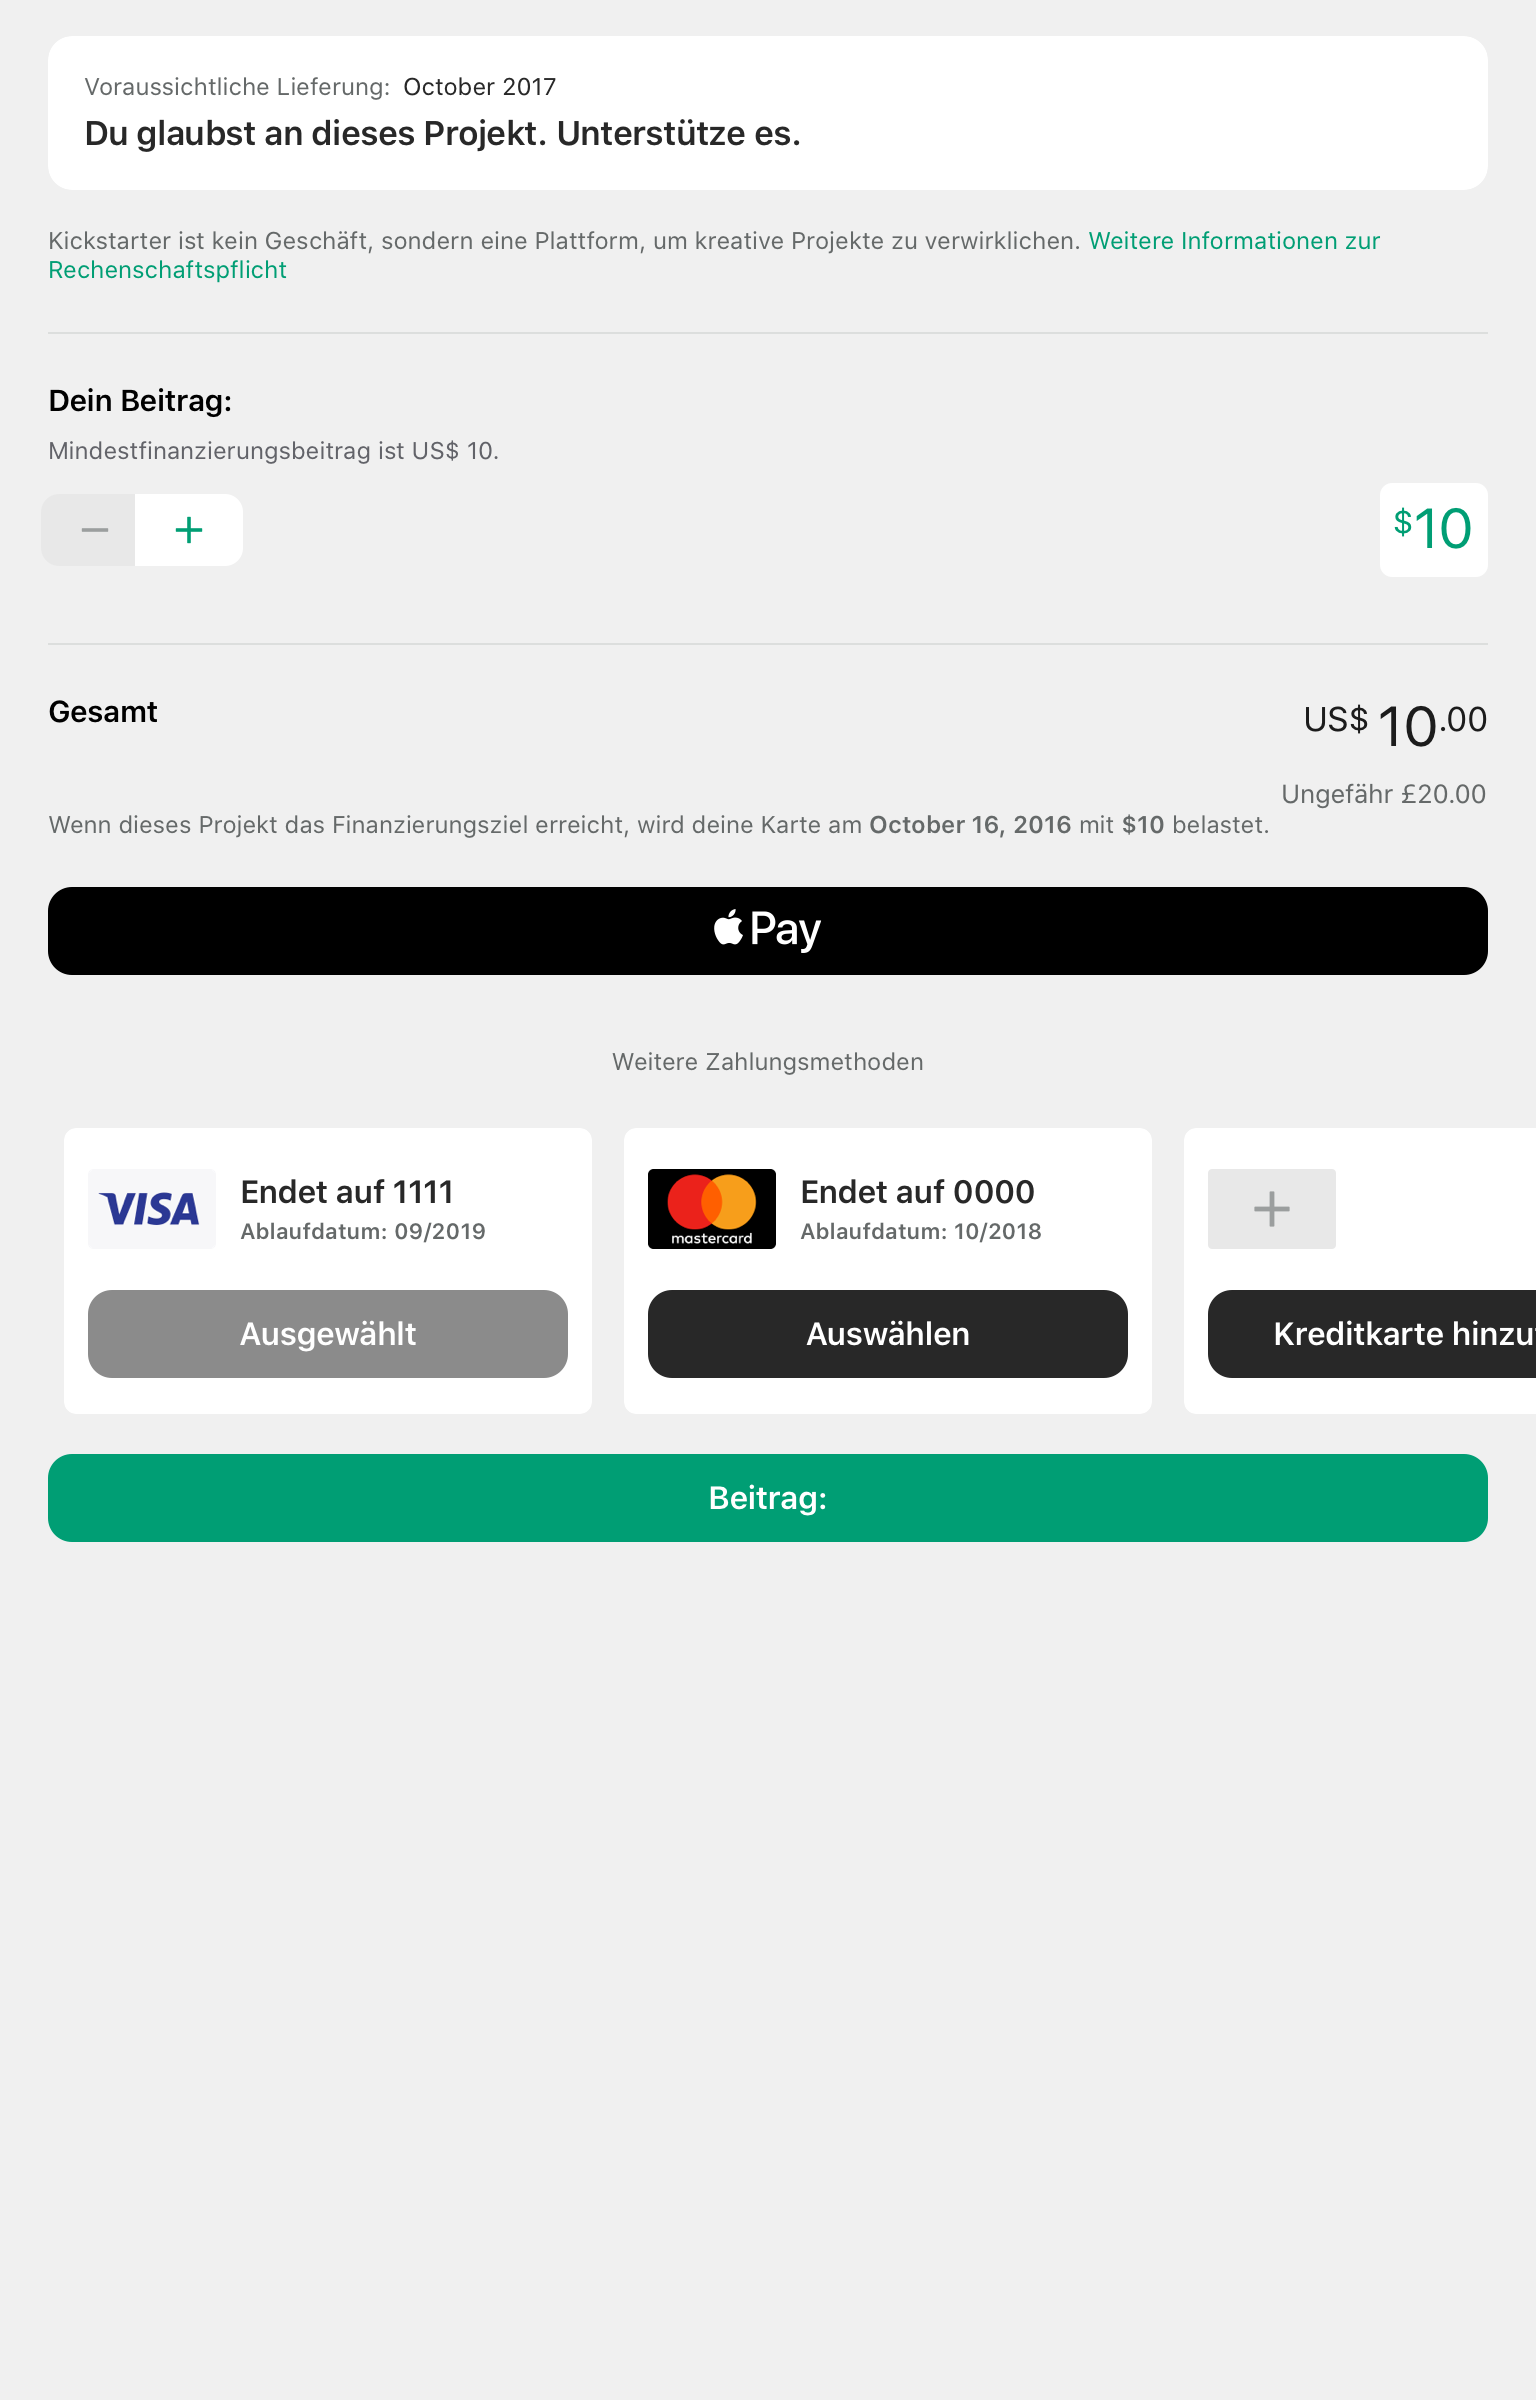 Voraussichtliche Lieferung: October 2017
Du glaubst an dieses Projekt. Unterstütze es.
Kickstarter ist kein Geschäft, sondern eine Plattform, um kreative Projekte zu verwirklichen. Weitere Informationen zur
Rechenschaftspflicht
Dein Beitrag:
Mindestfinanzierungsbeitrag ist US$ 10.
$10
Gesamt
US$ 10.00
Ungefähr £20.00
Wenn dieses Projekt das Finanzierungsziel erreicht, wird deine Karte am October 16, 2016 mit $10 belastet.
Pay
Weitere Zahlungsmethoden
VISA
Endet auf 1111
Ablaufdatum: 09/2019
Ausgewählt
mastercard
Endet auf 0000
Ablaufdatum: 10/2018
Auswählen
Kreditkarte
Beitrag: